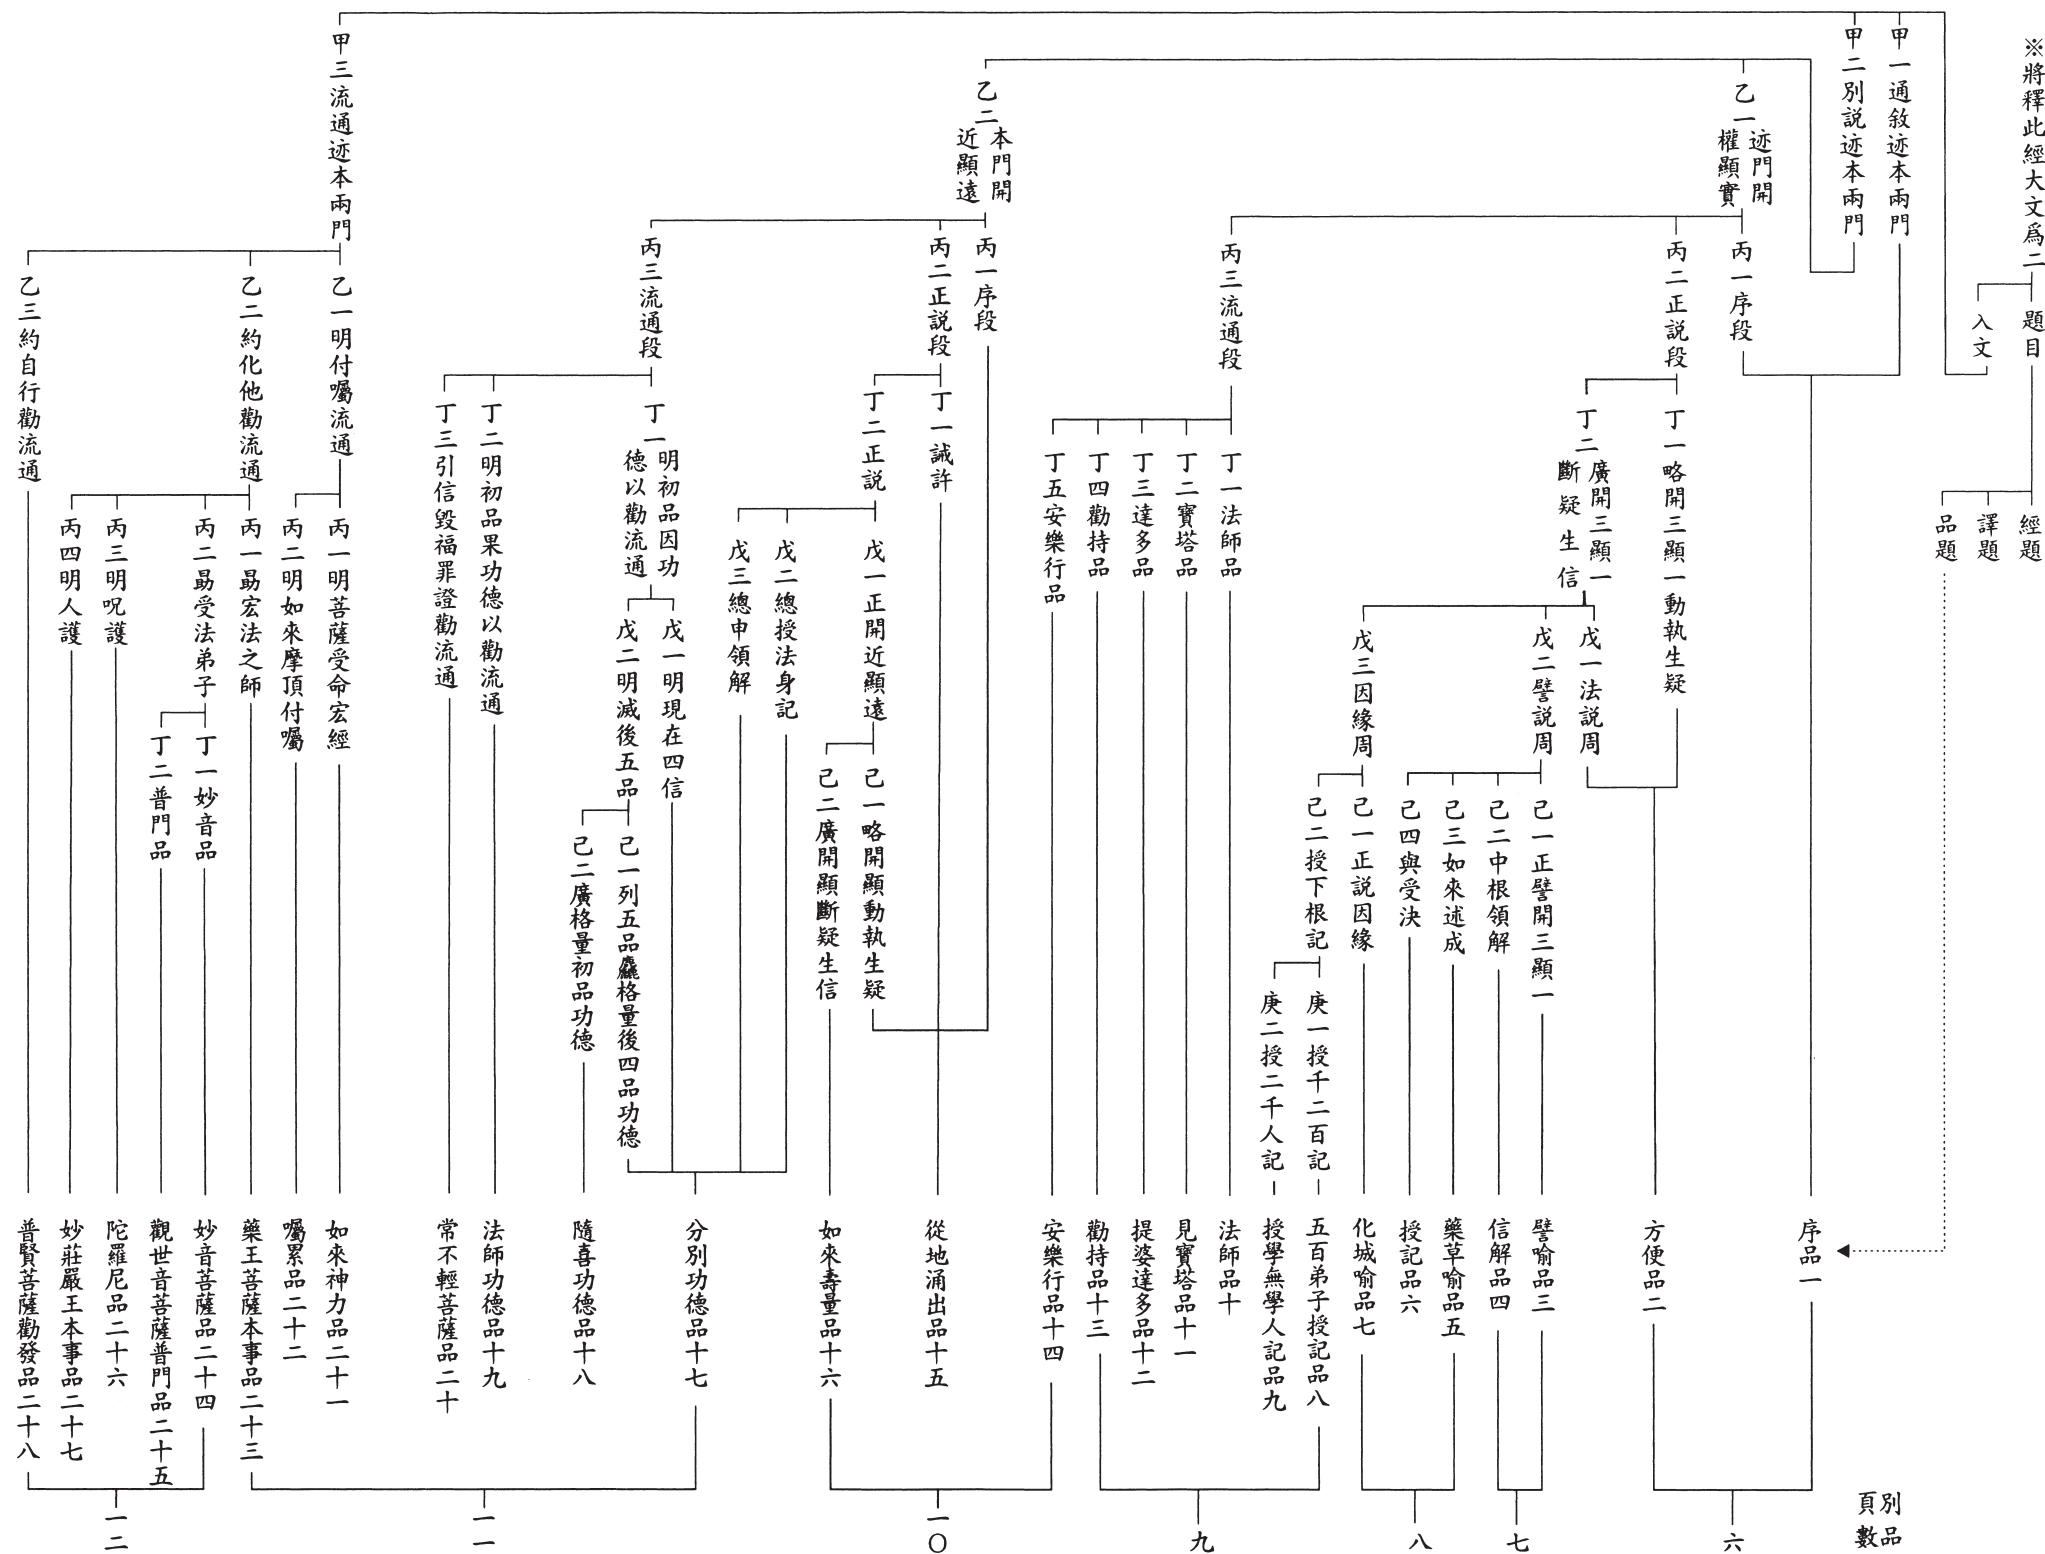 ※將釋此經大文爲二
題目
入文
經題
譯題
品題
甲一通敘迹本兩門
甲二別說迹本兩門
甲三流通迹本兩門
乙一迹門開權顯實
乙二本門開近顯遠
丙一序段
丙二正說段
丙三流通段
丁一略開三顯一動執生疑
丁二廣開三顯一斷疑生信
戊一法說周
戊二譬說周
戊三因緣周
己一正譬開三顯一
己二中根領解
己三如來述成
己四與受決
己一正說因緣
己二授下根記
庚一授千二百記
庚二授二千人記
丁一法師品
丁二寶塔品
丁三達多品
丁四勸持品
丁五安樂行品
丙一序段
丙二正說段
丙三流通段
丁一誡許
丁二正說
戊一正開近顯遠
戊二總授法身記
戊三總申領解
己一略開顯動執生疑
己二廣開顯斷疑生信
丁一明初品因功德以勸流通
丁二明初品果功德以勸流通
丁三引信毀福罪證勸流通
戊一明現在四信
戊二明滅後五品
己一列五品麤格量後四品功德
己二廣格量初品功德
乙一明付囑流通
乙二約化他勸流通
乙三約自行勸流通
丙一明菩薩受命宏經
丙二明如來摩頂付囑
丙一勗宏法之師
丙二勗受法弟子
丙三明呪護
丙四明人護
丁一妙音品
丁二普門品
序品一
方便品二
譬喻品三
信解品四
藥草喻品五
授記品六
化城喻品七
五百弟子授記品八
授學無學人記品九
法師品十
見寶塔品十一
提婆達多品十二
勸持品十三
安樂行品十四
從地涌出品十五
如來壽量品十六
分別功德品十七
隨喜功德品十八
法師功德品十九
常不輕菩薩品二十
如來神力品二十一
囑累品二十二
藥王菩薩本事品二十三
妙音菩薩品二十四
觀世音菩薩普門品二十五
陀羅尼品二十六
妙莊嚴王本事品二十七
普賢菩薩勸發品二十八
別品頁數
六
七
八
九
一〇
一一
一二